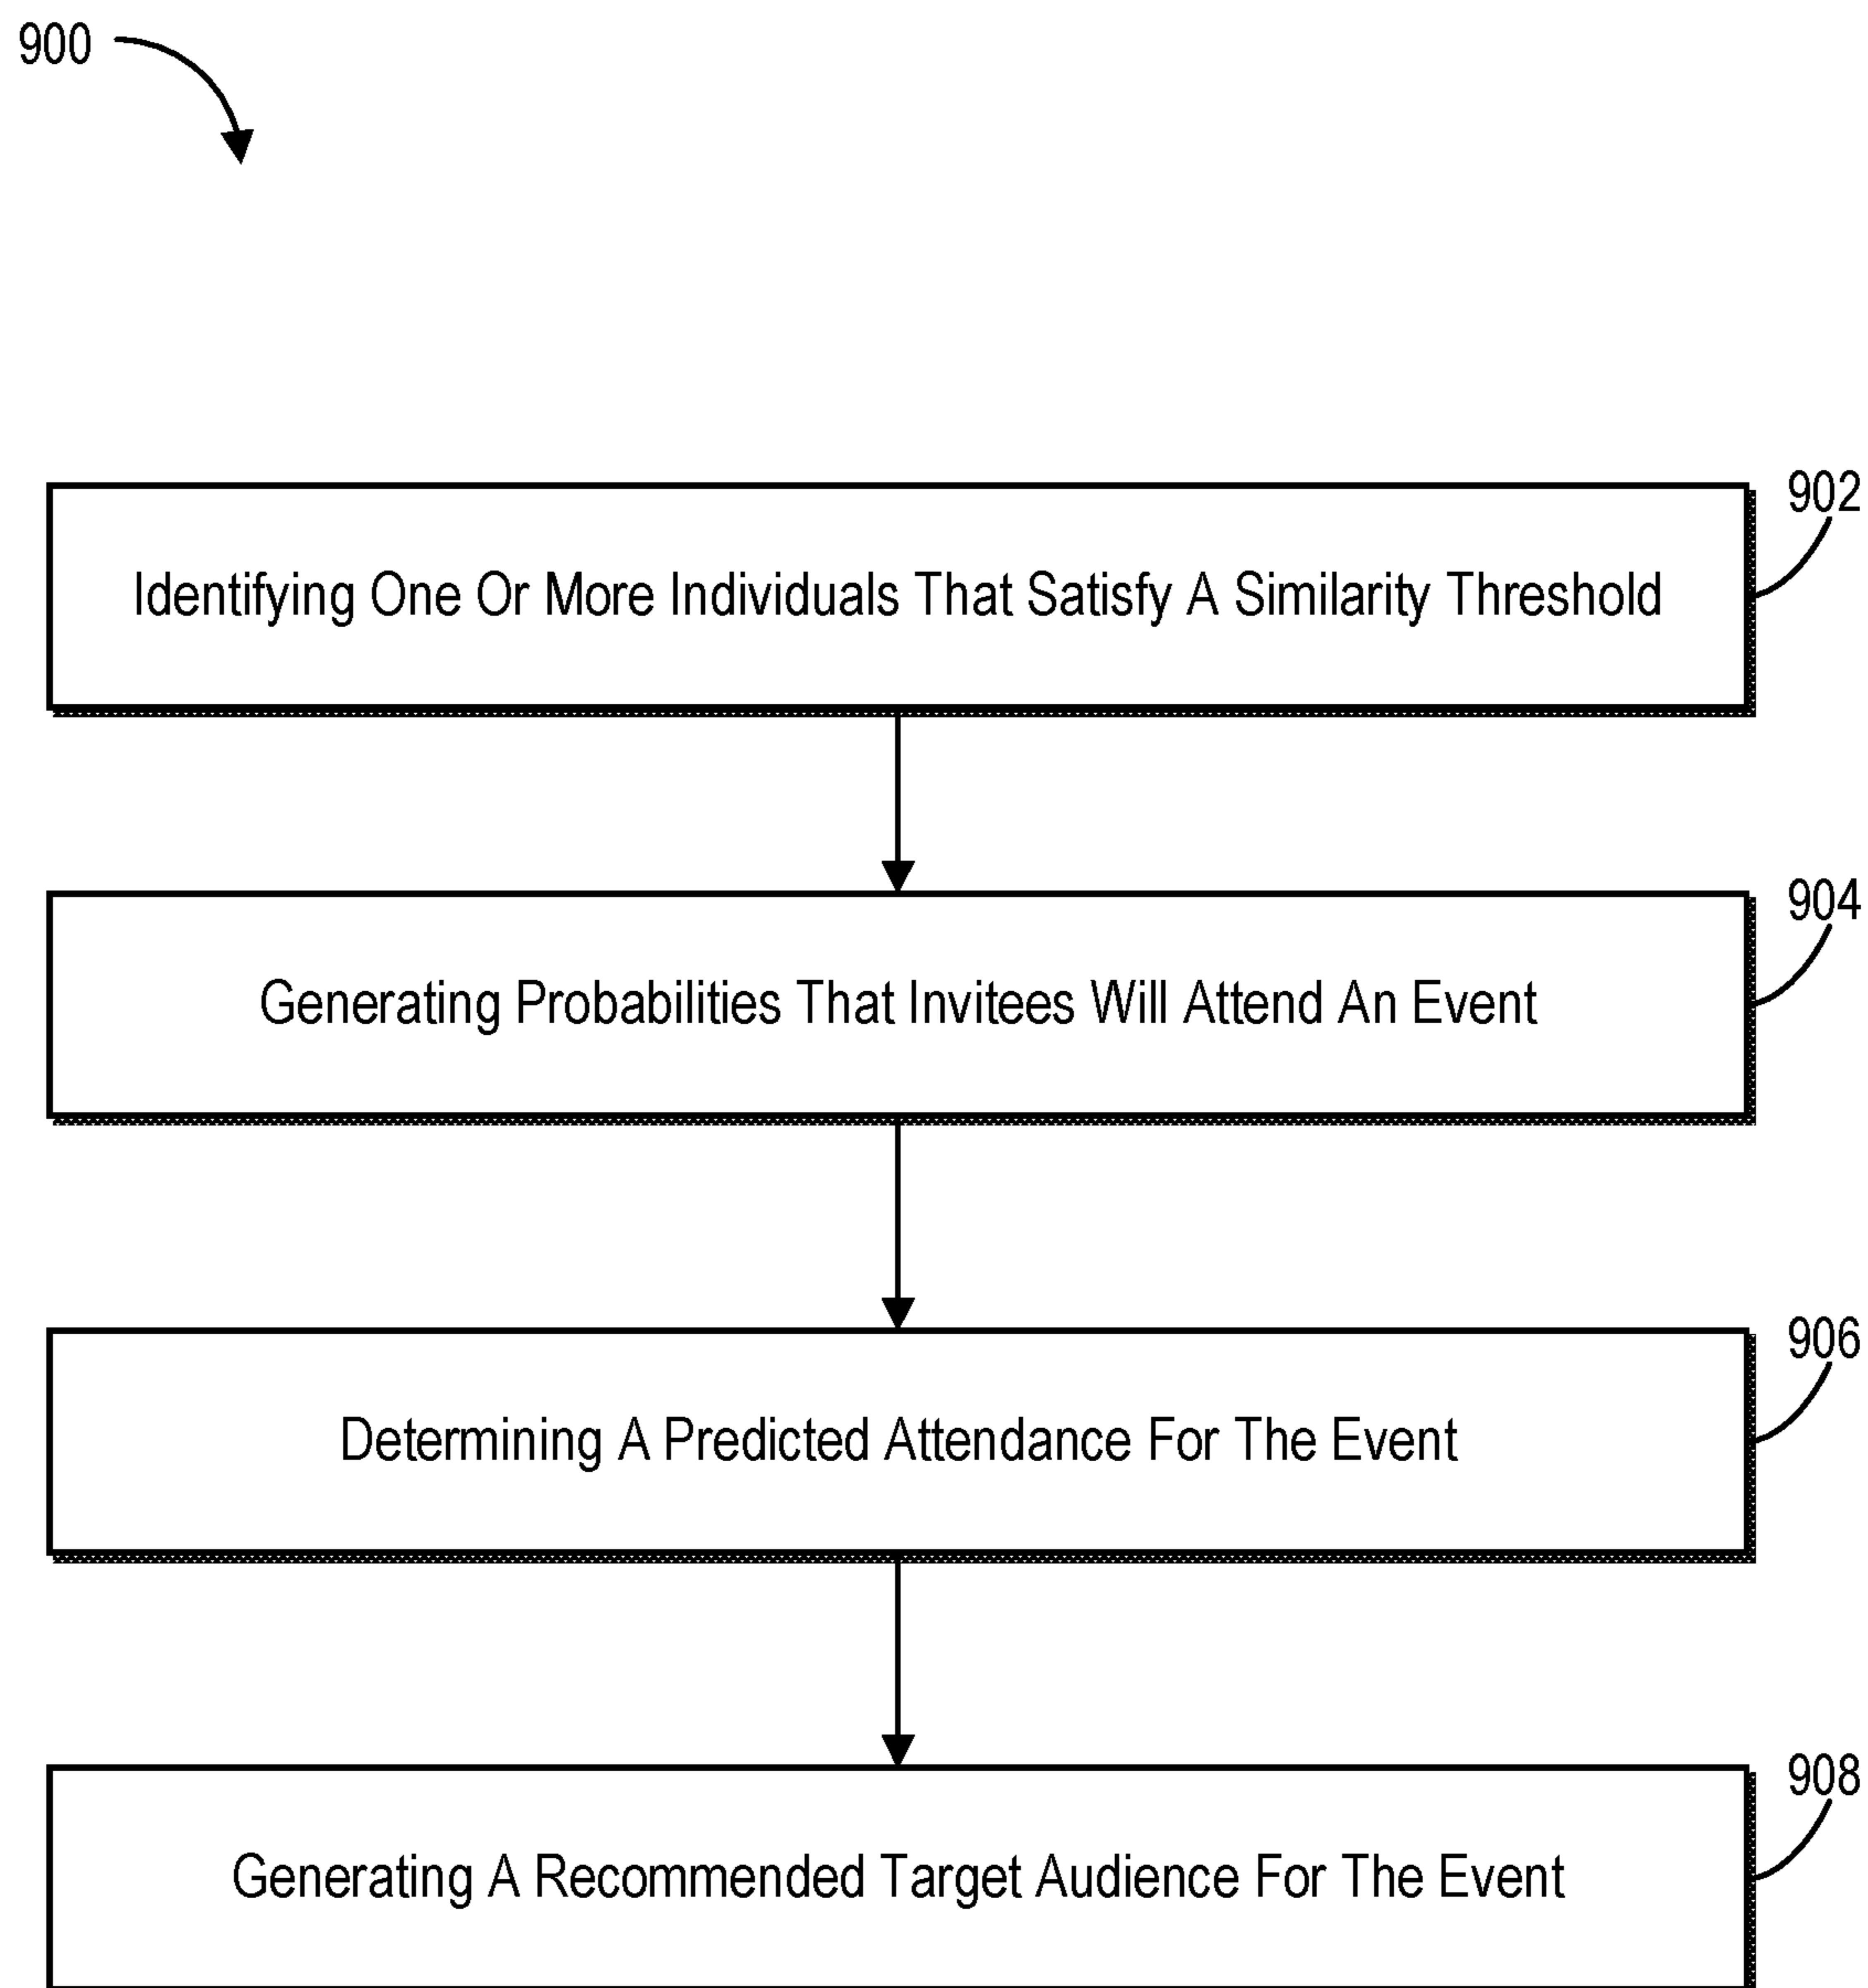 900
902
Identifying One Or More Individuals That Satisfy A Similarity Threshold
904
Generating Probabilities That Invitees Will Attend An Event
906
Determining A Predicted Attendance For The Event
908
Generating A Recommended Target Audience For The Event